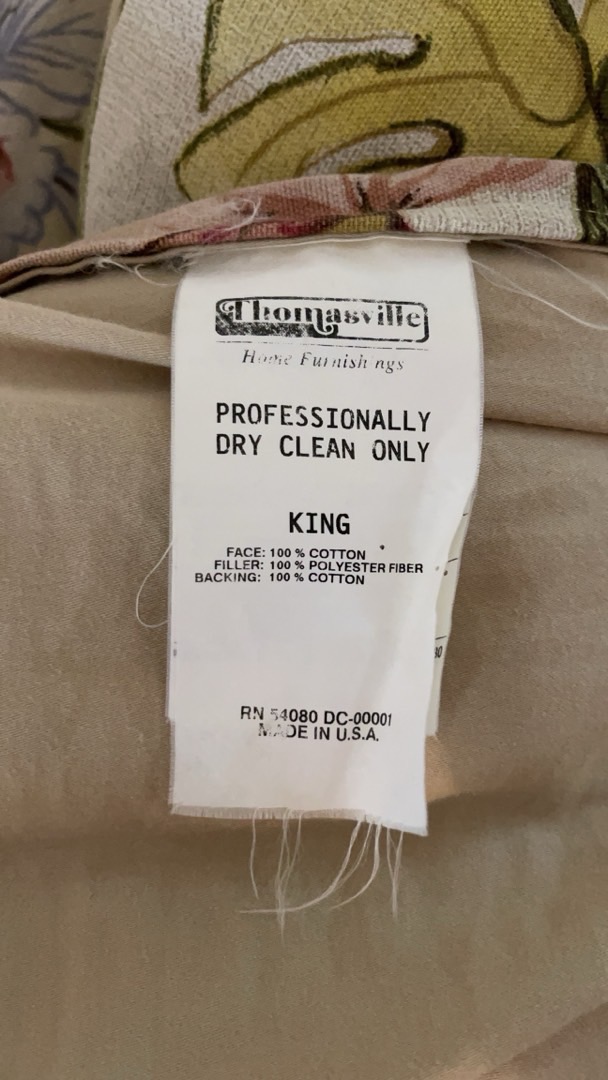 Thomasville
Home Furnishings
PROFESSIONALLY
DRY CLEAN ONLY
KING
FACE: 100 % COTTON
FILLER: 100 % POLYESTER FIBER
BACKING: 100 % COTTON
RN 54080 DC-00001
MADE IN U.S.A.